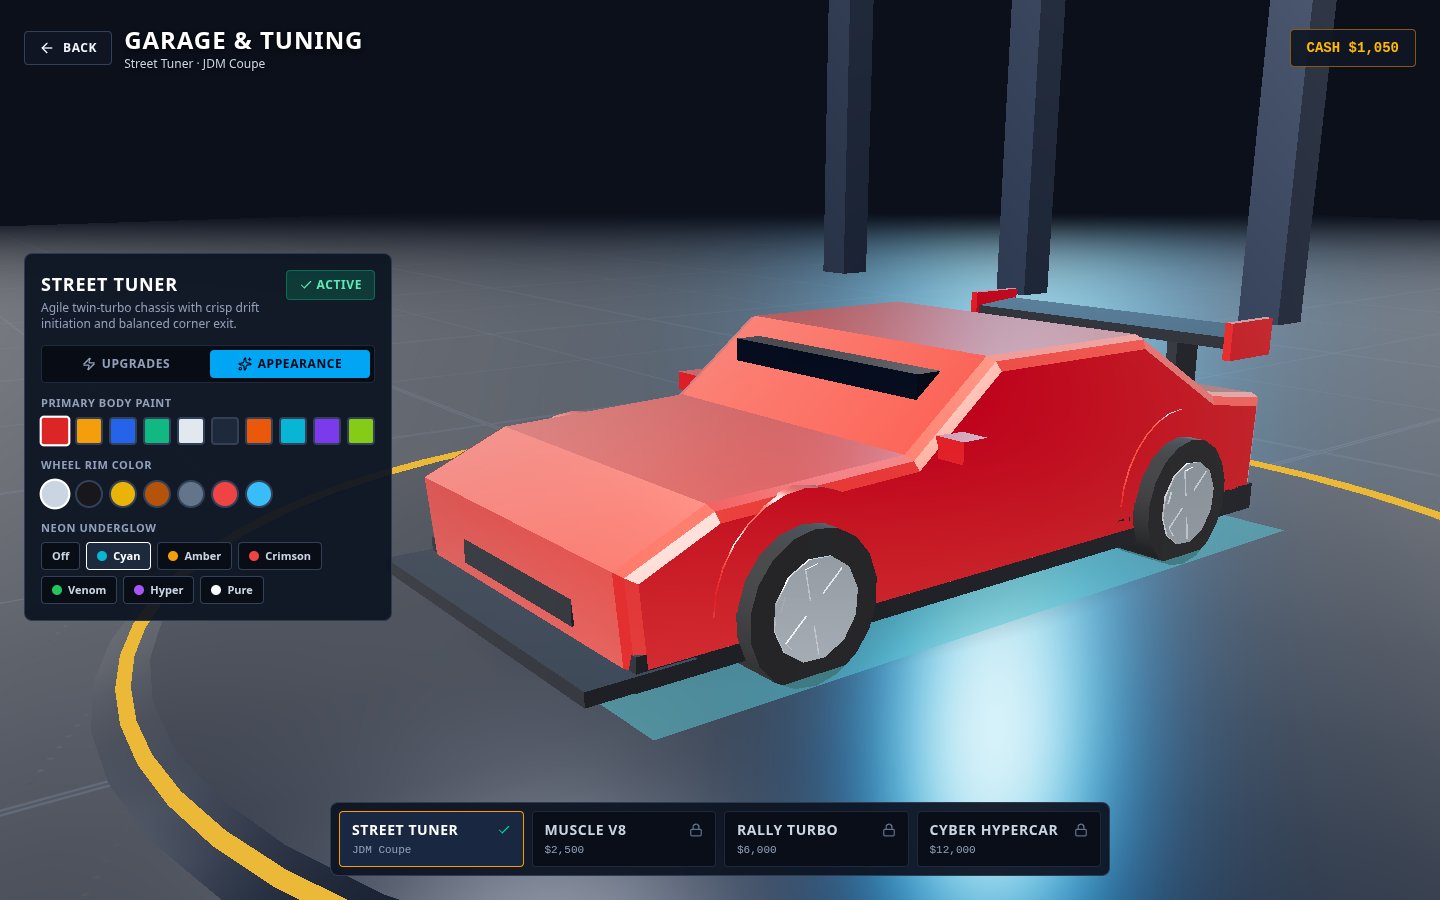 BACK
GARAGE & TUNING
Street Tuner · JDM Coupe
CASH $1,050
STREET TUNER
ACTIVE
Agile twin-turbo chassis with crisp drift
initiation and balanced corner exit.
UPGRADES
APPEARANCE
PRIMARY BODY PAINT
WHEEL RIM COLOR
NEON UNDERGLOW
Off
Cyan
Amber
Crimson
Venom
Hyper
Pure
STREET TUNER
JDM Coupe
MUSCLE V8
$2,500
RALLY TURBO
$6,000
CYBER HYPERCAR
$12,000